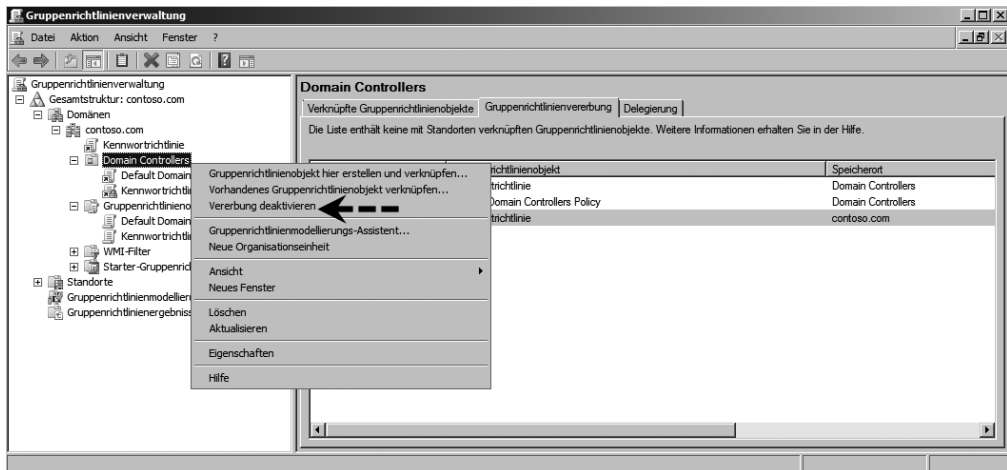 Gruppenrichtlinienverwaltung
Datei Aktion Ansicht Fenster ?
Gruppenrichtlinienverwaltung
Gesamtstruktur: contoso.com
Domänen
contoso.com
Kennwortrichtlinie
Domain Controllers
Default Domain
Kennwortrichtli
Gruppenrichtlinieno
Default Domain
Kennwortrichtli
WMI-Filter
Starter-Gruppenricl
Standorte
Gruppenrichtlinienmodellieru
Gruppenrichtlinienergebniss
Gruppenrichtlinienobjekt hier erstellen und verknüpfen...
Vorhandenes Gruppenrichtlinienobjekt verknüpfen...
Vererbung deaktivieren
Gruppenrichtlinienmodellierungs-Assistent...
Neue Organisationseinheit
Ansicht
Neues Fenster
Löschen
Aktualisieren
Eigenschaften
Hilfe
Domain Controllers
Verknüpfte Gruppenrichtlinienobjekte Gruppenrichtlinienvererbung Delegierung
Die Liste enthält keine mit Standorten verknüpften Gruppenrichtlinienobjekte. Weitere Informationen erhalten Sie in der Hilfe.
richtlinienobjekt Speicherort
trichtlinie Domain Controllers
Domain Controllers Policy Domain Controllers
trichtlinie contoso.com